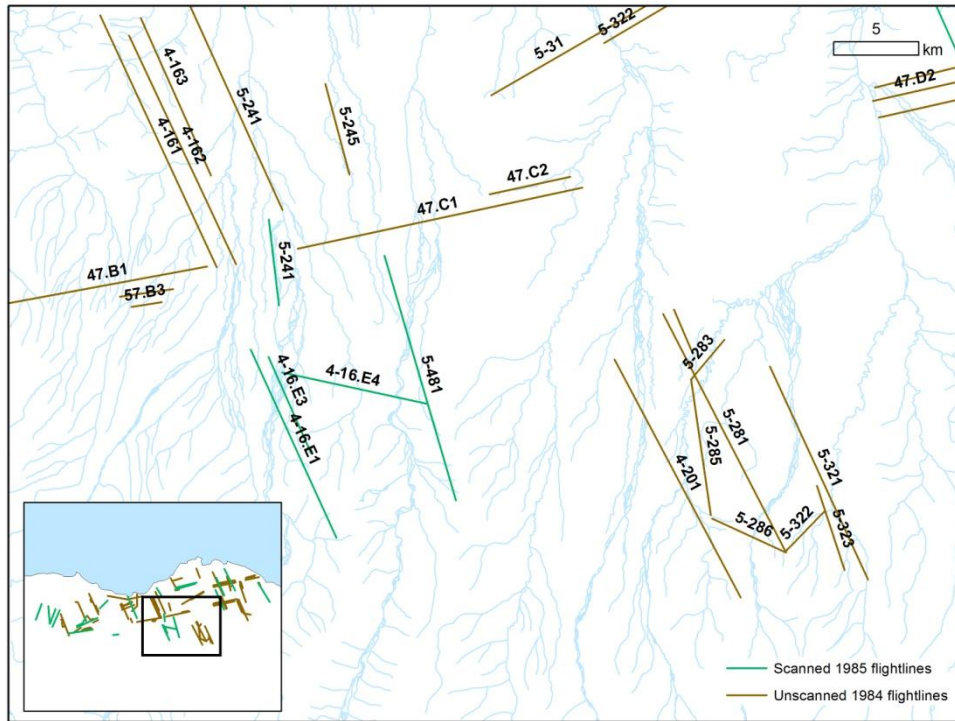 5-322
5-31
5
km
4-163
5-241
47.D2
5-245
4-161
4-162
47.C2
47.C1
5-241
47.B1
57.B3
5-283
4-16.E3
4-16.E4
5-481
4-16.E1
5-281
5-285
4-201
5-321
5-286
5-322
5-323
Scanned 1985 flightlines
Unscanned 1984 flightlines